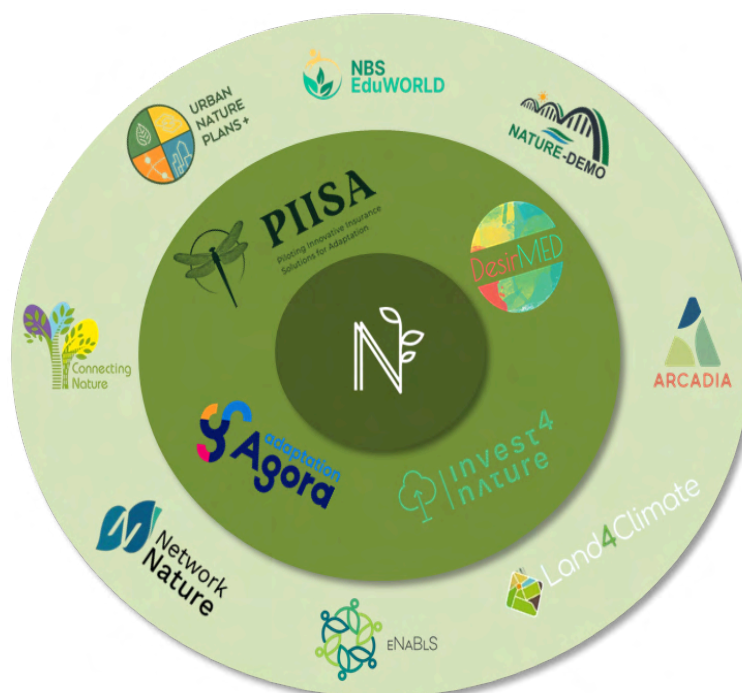 NBS
EduWORLD
URBAN
NATURE
PLANS+
NATURE-DEMO
PIISA
Piloting Innovative Insurance
Solutions for Adaptation
DesirMED
N
Connecting
Nature
ARCADIA
adaptation
Agora
invest4
nature
Network
Nature
Land4Climate
eNaBlS